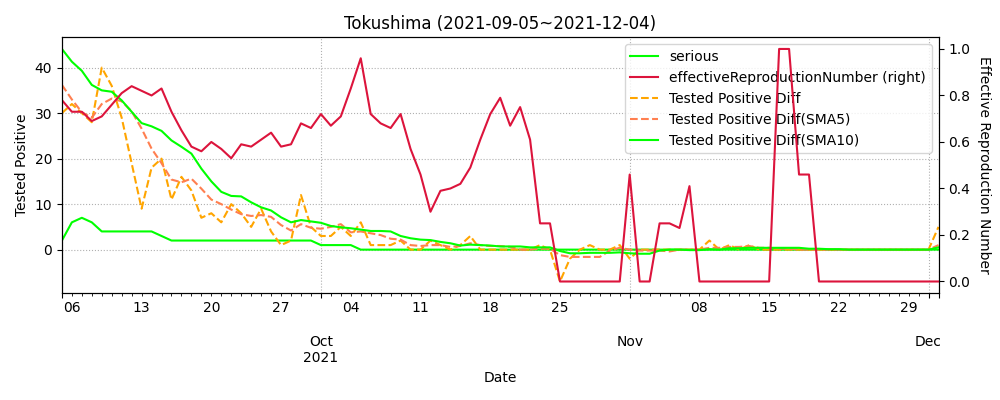 Tokushima (2021-09-05~2021-12-04)
serious
effectiveReproductionNumber (right)
Tested Positive Diff
Tested Positive Diff(SMA5)
Tested Positive Diff(SMA10)
Tested Positive
40
30
20
10
0
1.0
0.8
0.6
0.4
0.2
0.0
Effective Reproduction Number
06 13 20 27 04 11 18 25 08 15 22 29
Oct Nov Dec
2021
Date